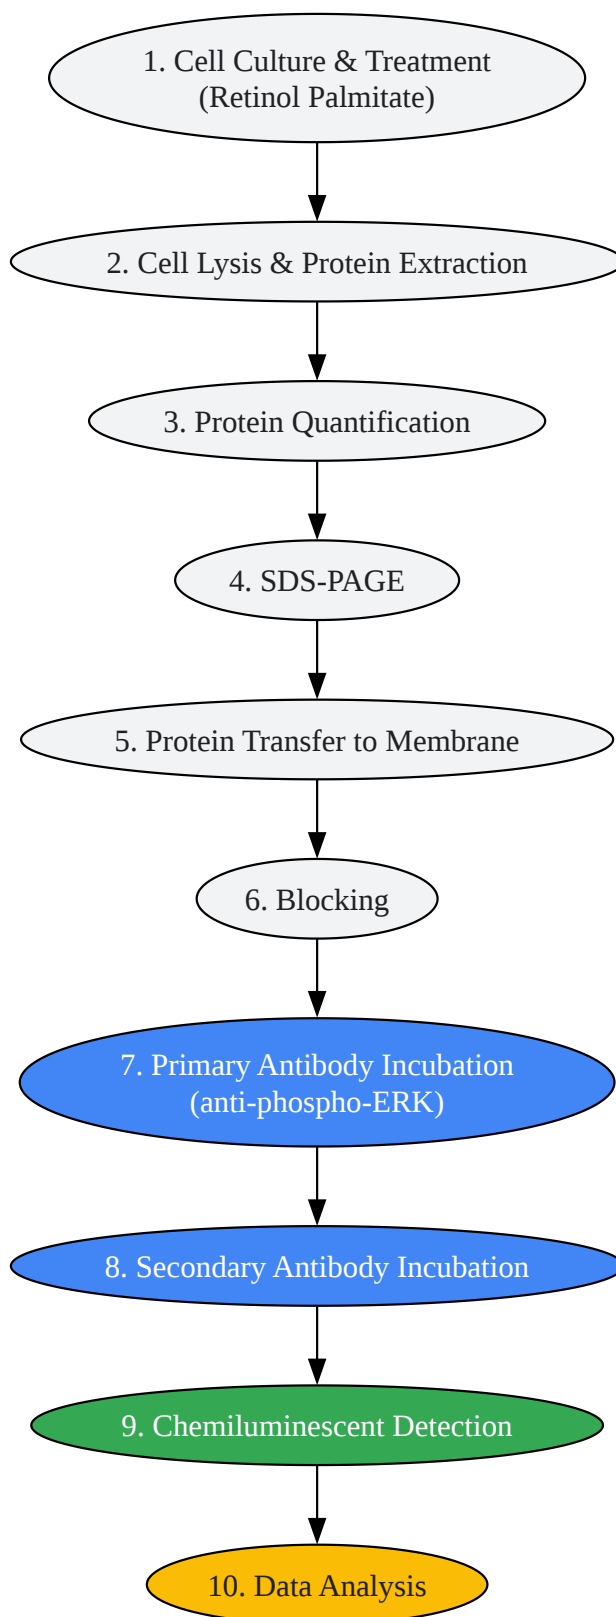 1. Cell Culture & Treatment
(Retinol Palmitate)
2. Cell Lysis & Protein Extraction
3. Protein Quantification
4. SDS-PAGE
5. Protein Transfer to Membrane
6. Blocking
7. Primary Antibody Incubation
(anti-phospho-ERK)
8. Secondary Antibody Incubation
9. Chemiluminescent Detection
10. Data Analysis